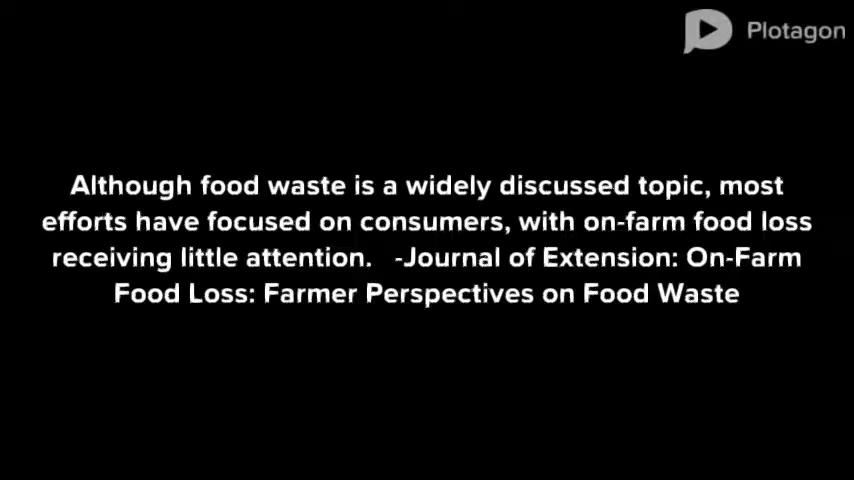 Plotagon
Although food waste is a widely discussed topic, most
efforts have focused on consumers, with on-farm food loss
receiving little attention.   -Journal of Extension: On-Farm
Food Loss: Farmer Perspectives on Food Waste